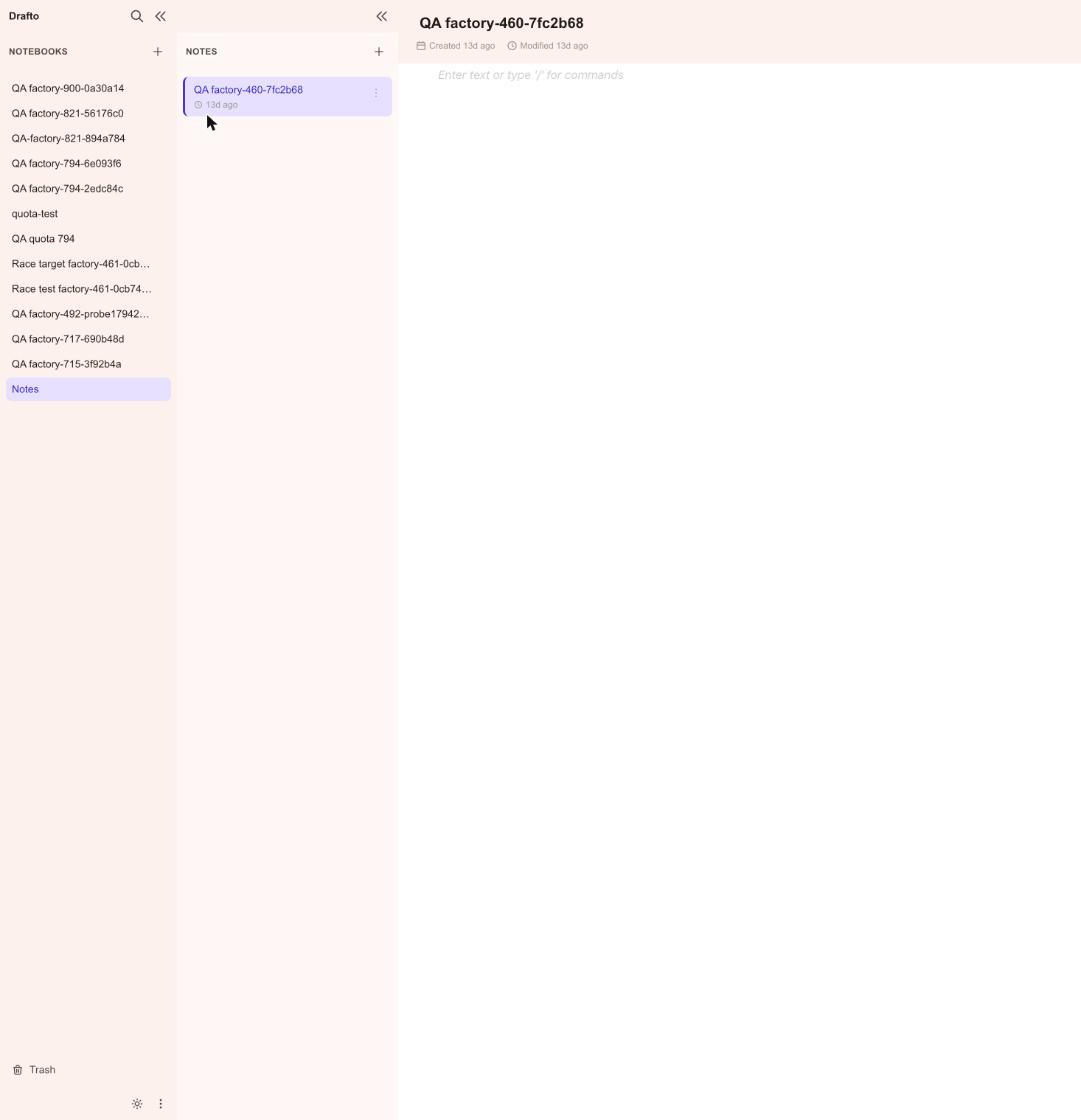 Drafto
NOTEBOOKS
QA factory-900-0a30a14
QA factory-821-56176c0
QA-factory-821-894a784
QA factory-794-6e093f6
QA factory-794-2edc84c
quota-test
QA quota 794
Race target factory-461-0cb…
Race test factory-461-0cb74…
QA factory-492-probe17942…
QA factory-717-690b48d
QA factory-715-3f92b4a
Notes
Trash
NOTES
QA factory-460-7fc2b68
13d ago
QA factory-460-7fc2b68
Created 13d ago Modified 13d ago
Enter text or type '/' for commands